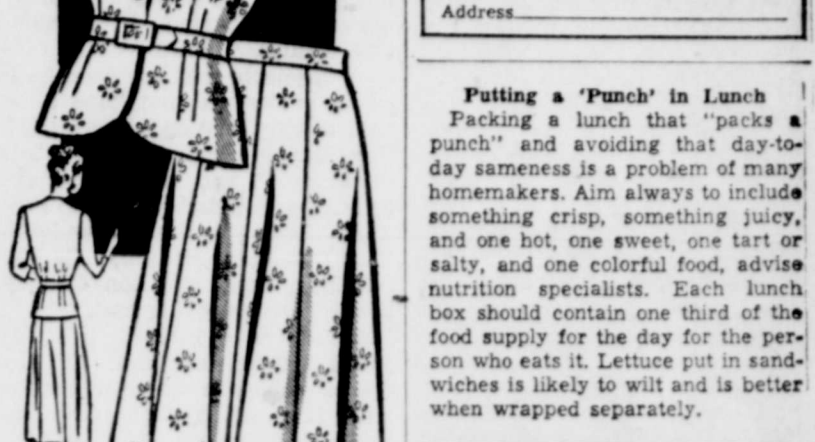 Address
Putting a 'Punch' in Lunch
Packing a lunch that "packs a
punch" and avoiding that day-to-
day sameness is a problem of many
homemakers. Aim always to include
something crisp, something juicy,
and one hot, one sweet, one tart or
salty, and one colorful food, advise
nutrition specialists. Each lunch
box should contain one third of the
food supply for the day for the per-
son who eats it. Lettuce put in sand-
wiches is likely to wilt and is better
when wrapped separately.